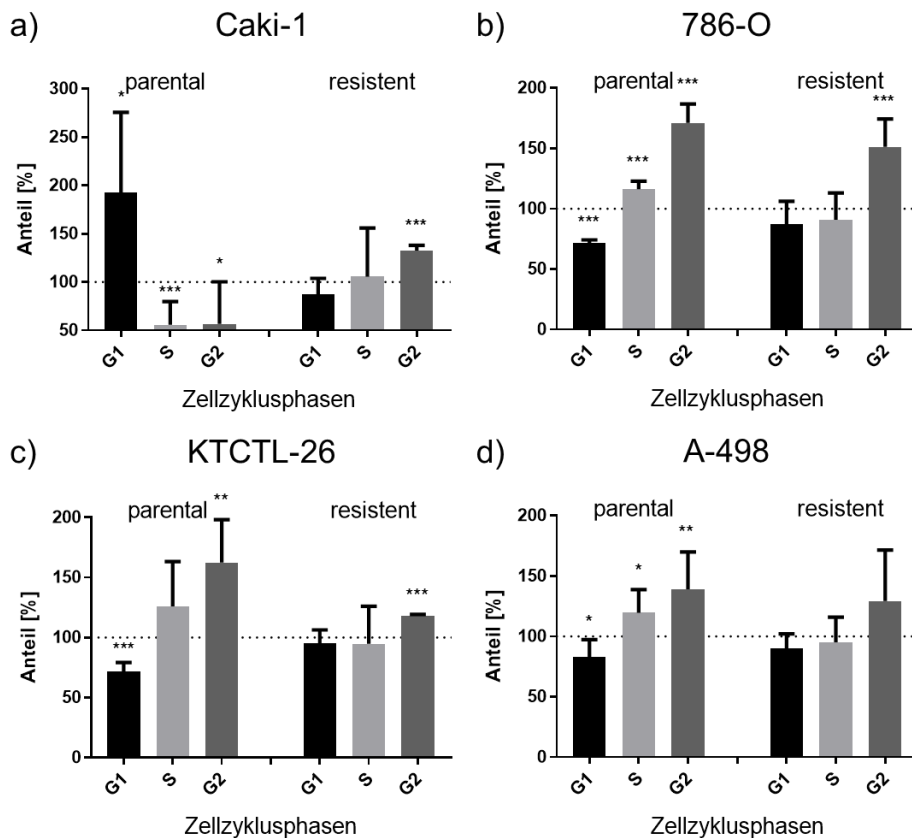 a) Caki-1
parental resistent
Anteil [%]
300
250
200
150
100
50
* *** * ***
G1 S G2 G1 S G2
Zellzyklusphasen
b) 786-O
parental resistent
Anteil [%]
200
150
100
50
0
*** *** *** ***
G1 S G2 G1 S G2
Zellzyklusphasen
c) KTCTL-26
parental resistent
Anteil [%]
200
150
100
50
0
*** ** ***
G1 S G2 G1 S G2
Zellzyklusphasen
d) A-498
parental resistent
Anteil [%]
200
150
100
50
0
* * **
G1 S G2 G1 S G2
Zellzyklusphasen